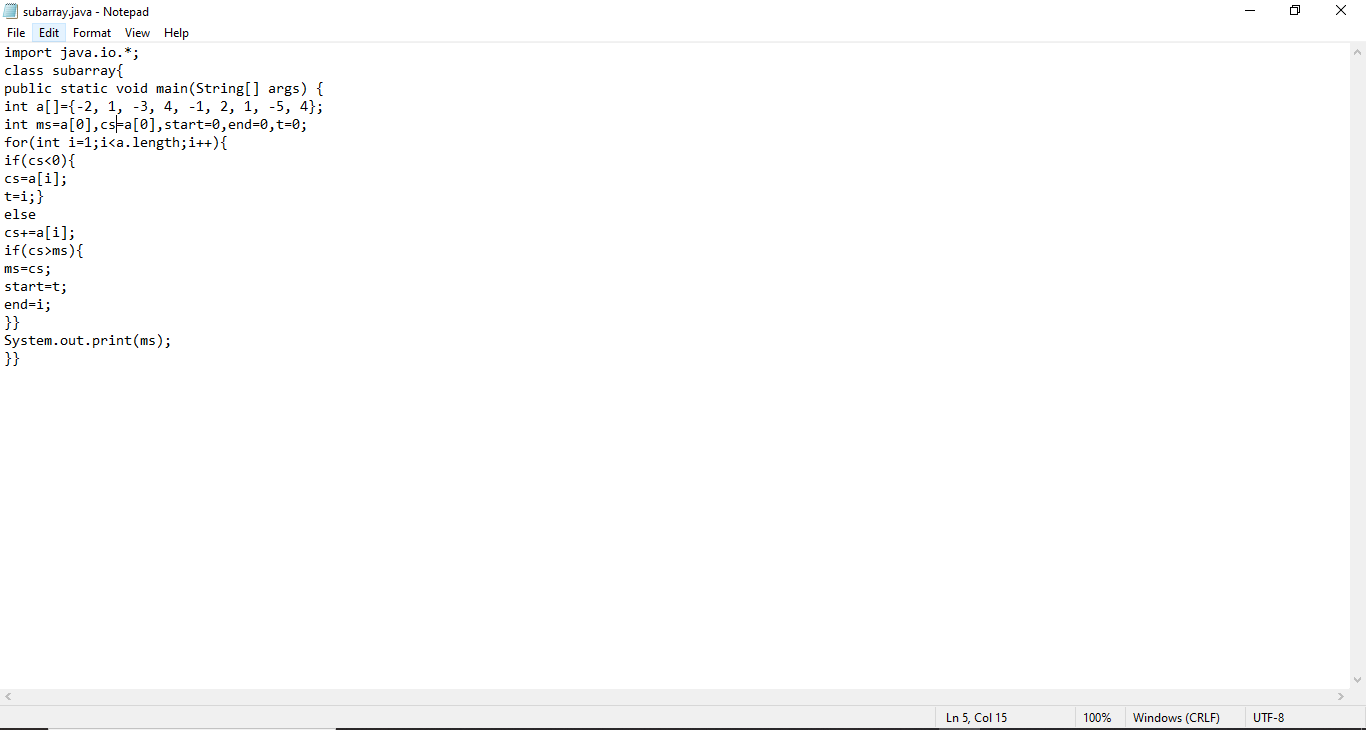 subarray.java - Notepad
File Edit Format View Help
import java.io.*;
class subarray{
public static void main(String[] args) {
int a[]={-2, 1, -3, 4, -1, 2, 1, -5, 4};
int ms=a[0],cs=a[0],start=0,end=0,t=0;
for(int i=1;i<a.length;i++){
if(cs<0){
cs=a[i];
t=i;}
else
cs+=a[i];
if(cs>ms){
ms=cs;
start=t;
end=i;
}}
System.out.print(ms);
}}
Ln 5, Col 15 100% Windows (CRLF) UTF-8